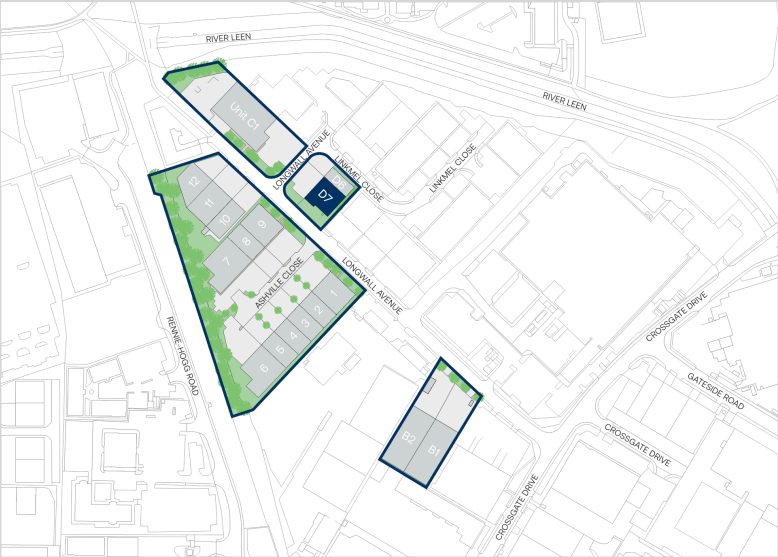 RIVER LEEN
RIVER LEEN
Unit C1
LONGWALL AVENUE
LINKMEL CLOSE
LINKMEL CLOSE
D7
12
11
10
9
8
7
ASHVILLE CLOSE
LONGWALL AVENUE
1
2
3
4
5
6
RENNIE HOGG ROAD
CROSSGATE DRIVE
GATESIDE ROAD
CROSSGATE DRIVE
B2
B1
CROSSGATE DRIVE